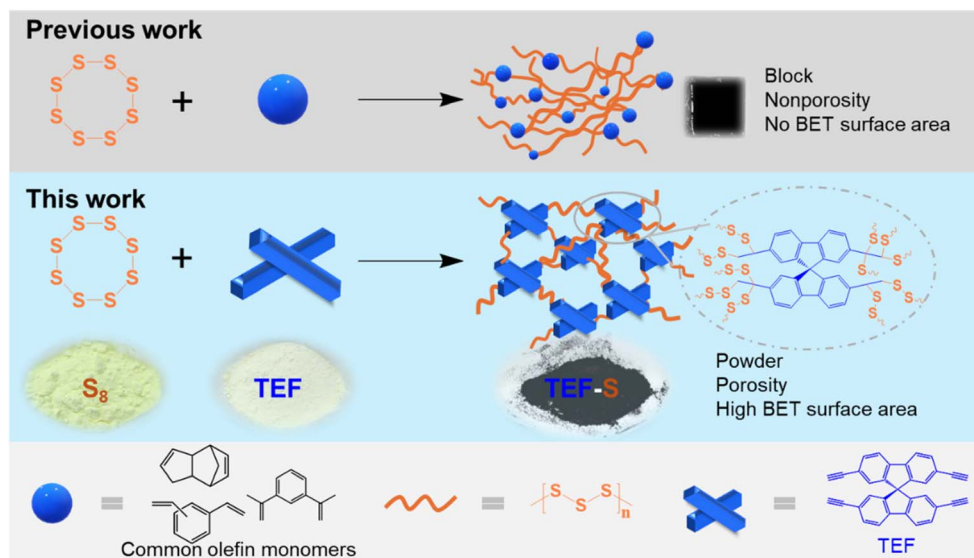 Previous work
S S S S S S S S
+
Block
Nonporosity
No BET surface area
This work
S S S S S S S S
+
S S S S S S S S S S S S S S S S
S₈
TEF
TEF-S
Powder
Porosity
High BET surface area
=
Common olefin monomers
=
S S S n
=
TEF